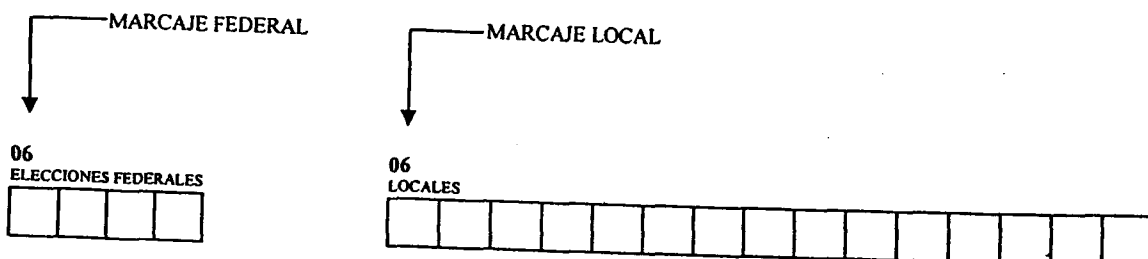 MARCAJE FEDERAL
MARCAJE LOCAL
06
ELECCIONES FEDERALES
06
LOCALES